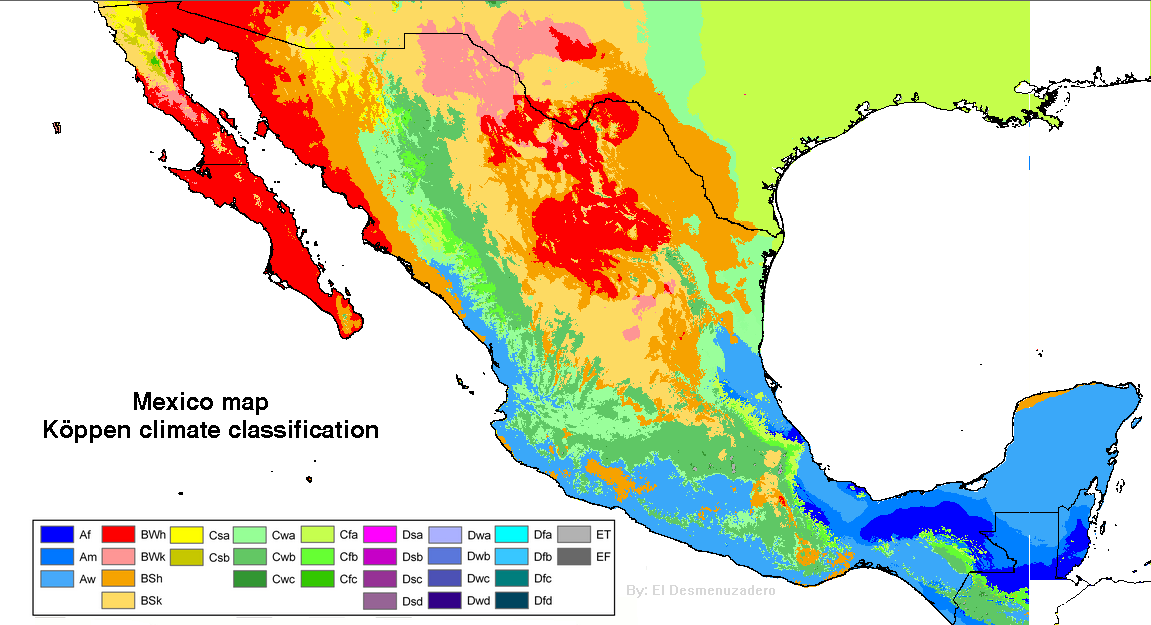 Mexico map
Köppen climate classification
Af BWh Csa Cwa Cfa Dsa Dwa Dfa ET
Am BWk Csb Cwb Cfb Dsb Dwb Dfb EF
Aw BSh Cwc Cfc Dsc Dwc Dfc
BSk Dsd Dwd Dfd
By: El Desmenuzadero